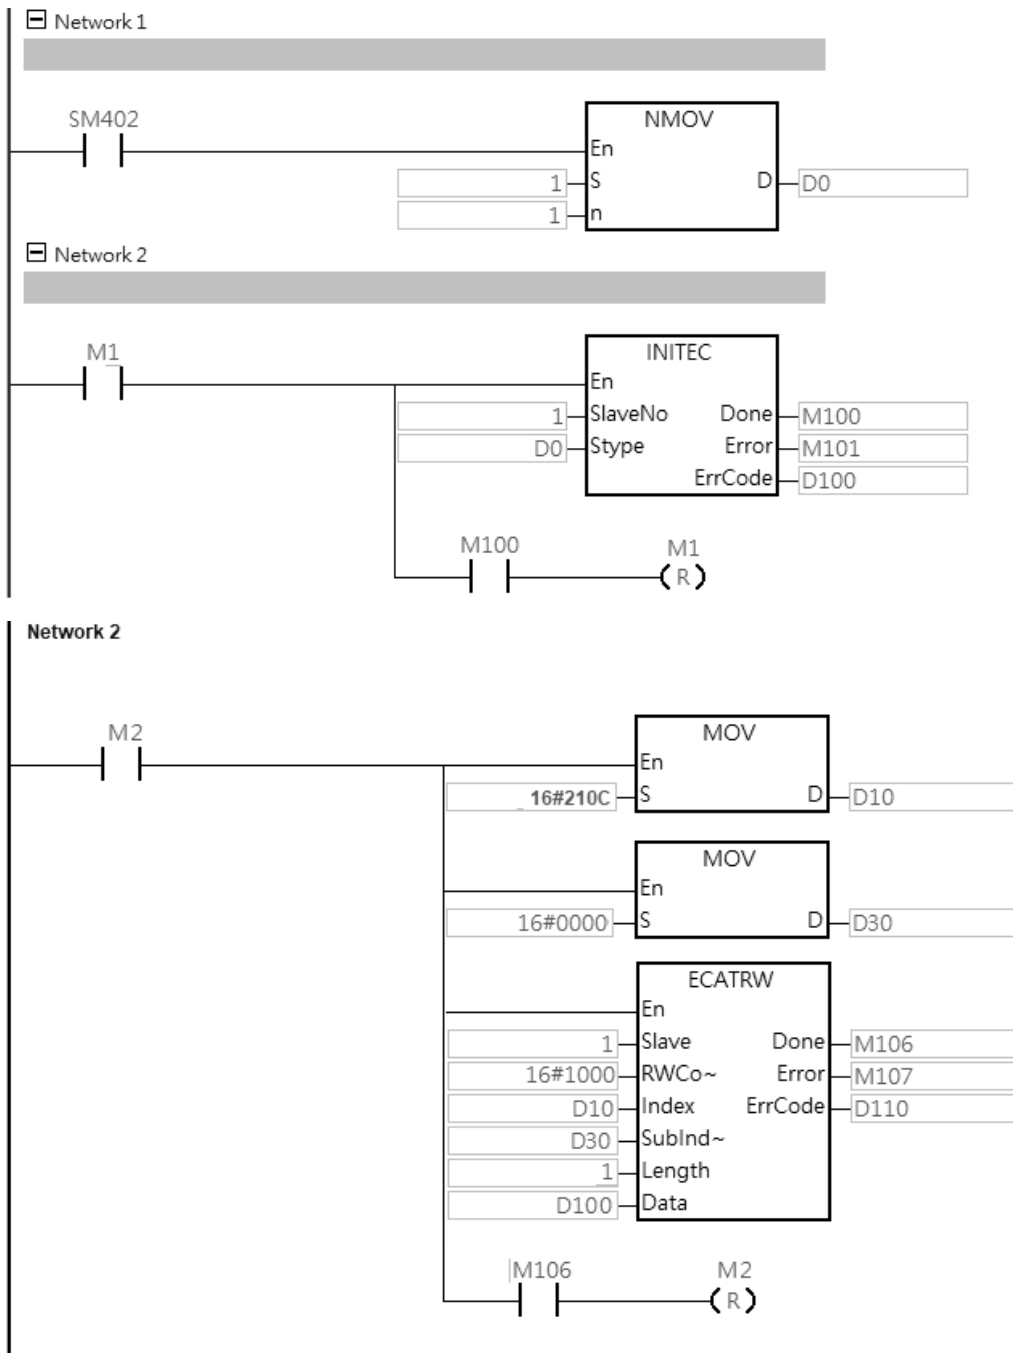 Network 1
SM402
NMOV
En
1 S D D0
1 n
Network 2
M1
INITEC
En
1 SlaveNo Done M100
D0 Stype Error M101
ErrCode D100
M100 M1
R
Network 2
M2
MOV
En
16#210C S D D10
MOV
En
16#0000 S D D30
ECATRW
En
1 Slave Done M106
16#1000 RWCo~ Error M107
D10 Index ErrCode D110
D30 SubInd~
1 Length
D100 Data
M106 M2
R